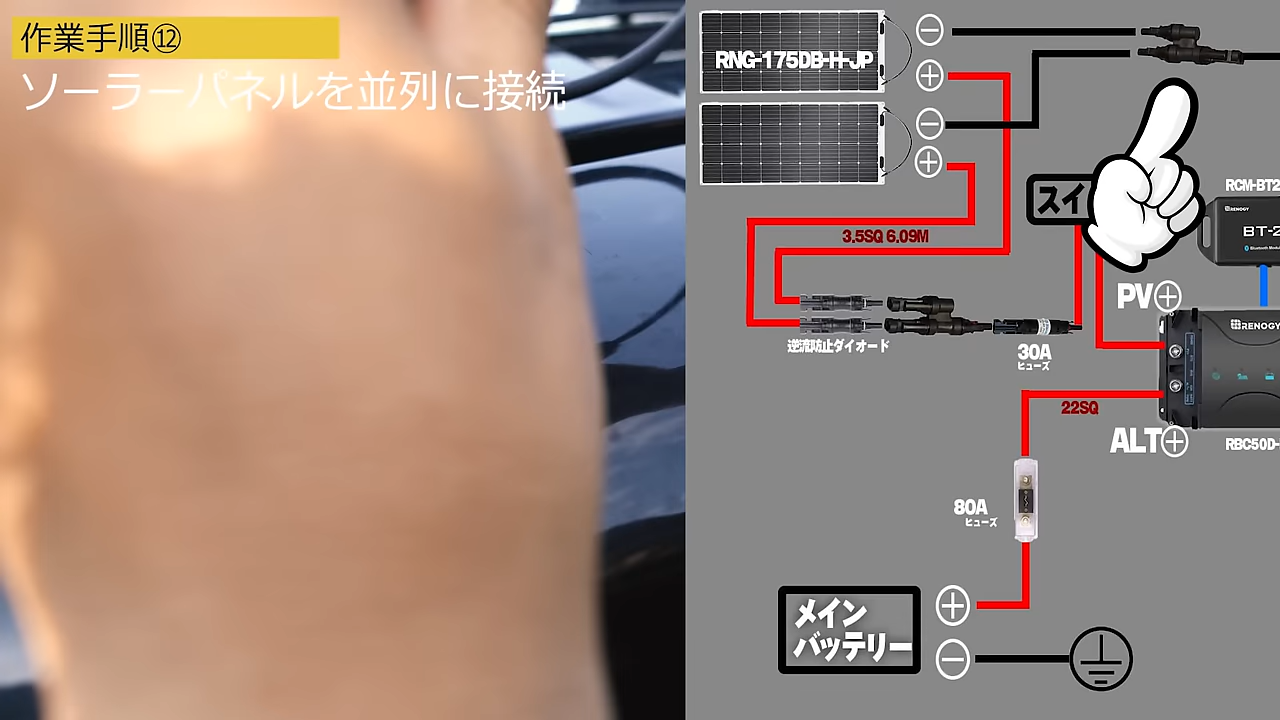 作業手順⑫
ソーラーパネルを並列に接続
RNG-175DB-H-JP
スイ
RCM-BT2
RENOGY
BT-2
3.5SQ 6.09M
PV
RENOGY
逆流防止ダイオード
30A
ヒューズ
22SQ
ALT
RBC50D-
80A
ヒューズ
メイン
バッテリー